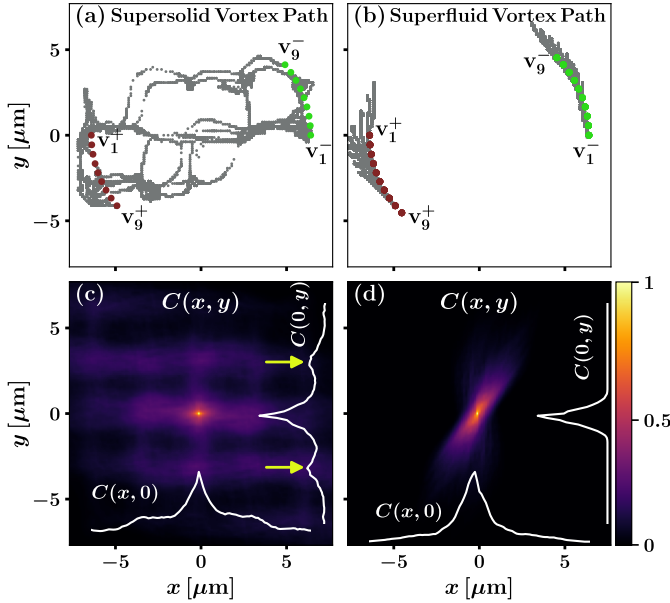 (a) Supersolid Vortex Path
(b) Superfluid Vortex Path
5
0
−5
y [μm]
v₉⁻
v₁⁺
v₁⁻
v₉⁺
v₉⁻
v₁⁺
v₁⁻
v₉⁺
(c) C(x, y) C(0, y)
C(x, 0)
5
0
−5
y [μm]
−5 0 5
x [μm]
(d) C(x, y) C(0, y)
C(x, 0)
−5 0 5
x [μm]
1
0.5
0